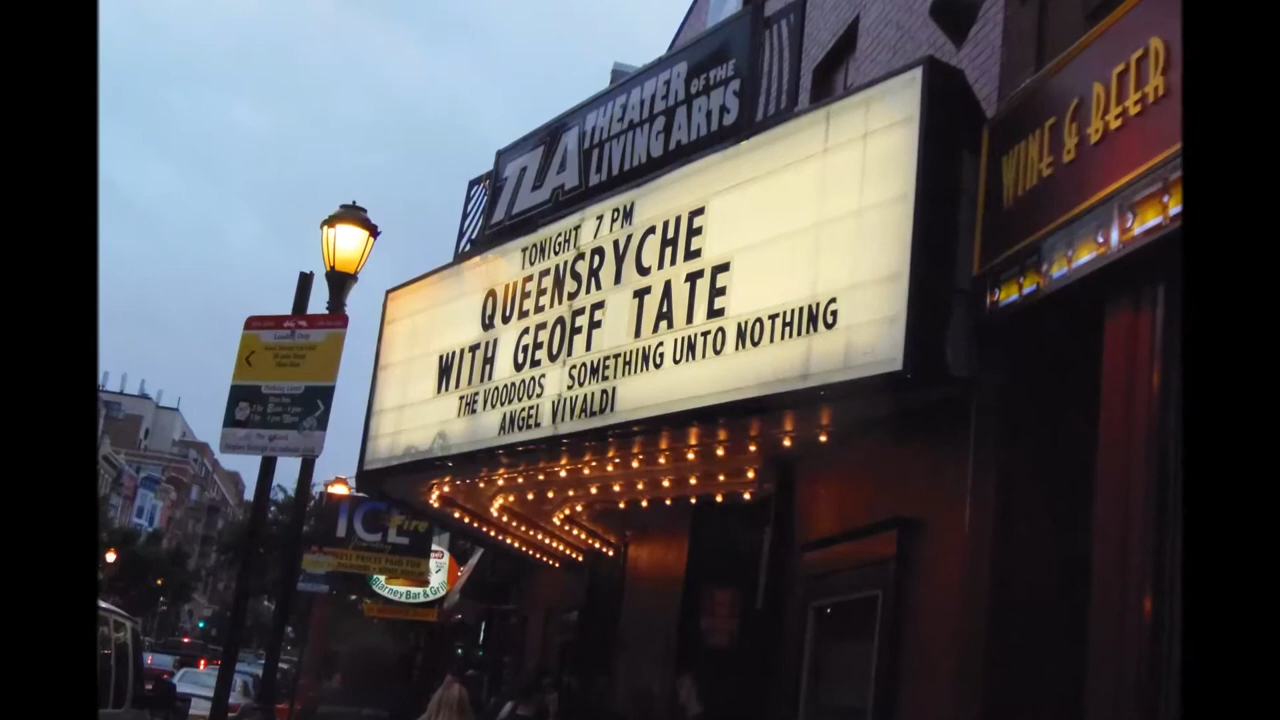 TLA THEATER OF THE
LIVING ARTS
WINE & BEER
TONIGHT 7 PM
QUEENSRYCHE
WITH GEOFF TATE
THE VOODOOS SOMETHING UNTO NOTHING
ANGEL VIVALDI
ICE Fire
Blarney Bar & Grill